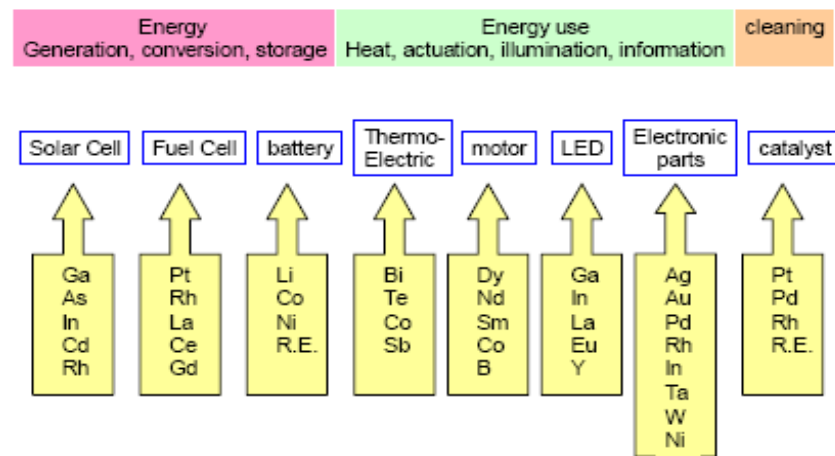 Energy
Generation, conversion, storage
Energy use
Heat, actuation, illumination, information
cleaning
Solar Cell
Fuel Cell
battery
Thermo-
Electric
motor
LED
Electronic
parts
catalyst
Ga
As
In
Cd
Rh
Pt
Rh
La
Ce
Gd
Li
Co
Ni
R.E.
Bi
Te
Co
Sb
Dy
Nd
Sm
Co
B
Ga
In
La
Eu
Y
Ag
Au
Pd
Rh
In
Ta
W
Ni
Pt
Pd
Rh
R.E.